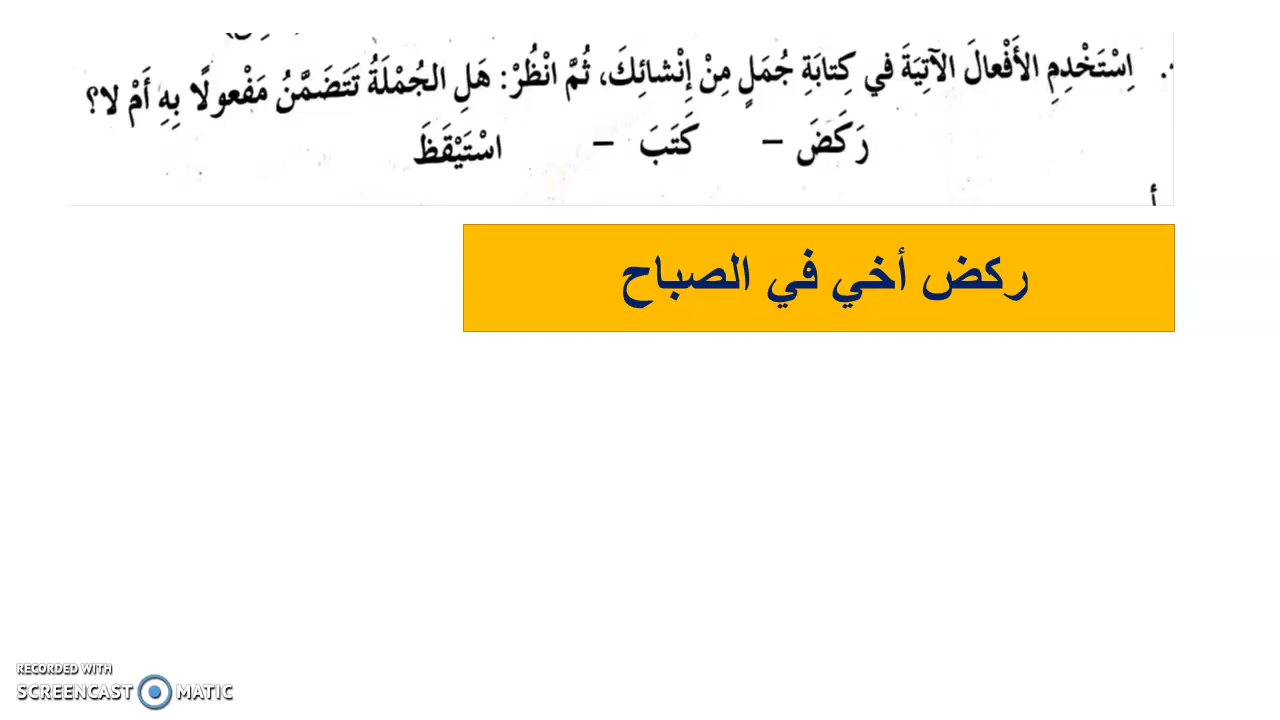 اِسْتَخْدِمِ الأَفْعالَ الآتِيَةَ في كِتابَةِ جُمَلٍ مِنْ إِنْشائِكَ، ثُمَّ انْظُرْ: هَلِ الجُمْلَةُ تَتَضَمَّنُ مَفْعولًا بِهِ أَمْ لا؟
رَكَضَ – كَتَبَ – اسْتَيْقَظَ
أ
ركض أخي في الصباح
RECORDED WITH
SCREENCAST MATIC